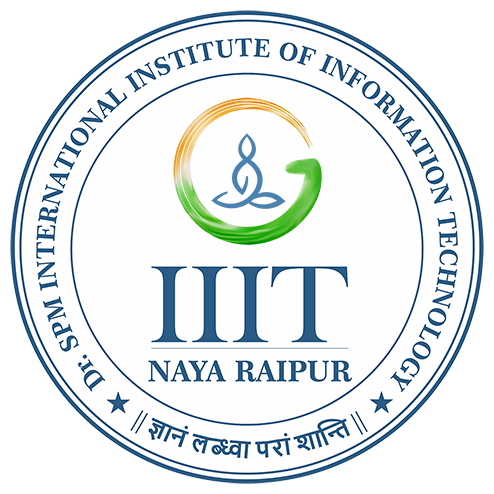 Dr. SPM INTERNATIONAL INSTITUTE OF INFORMATION TECHNOLOGY
IIIT
NAYA RAIPUR
|| ज्ञानं लब्ध्वा परां शान्ति ||